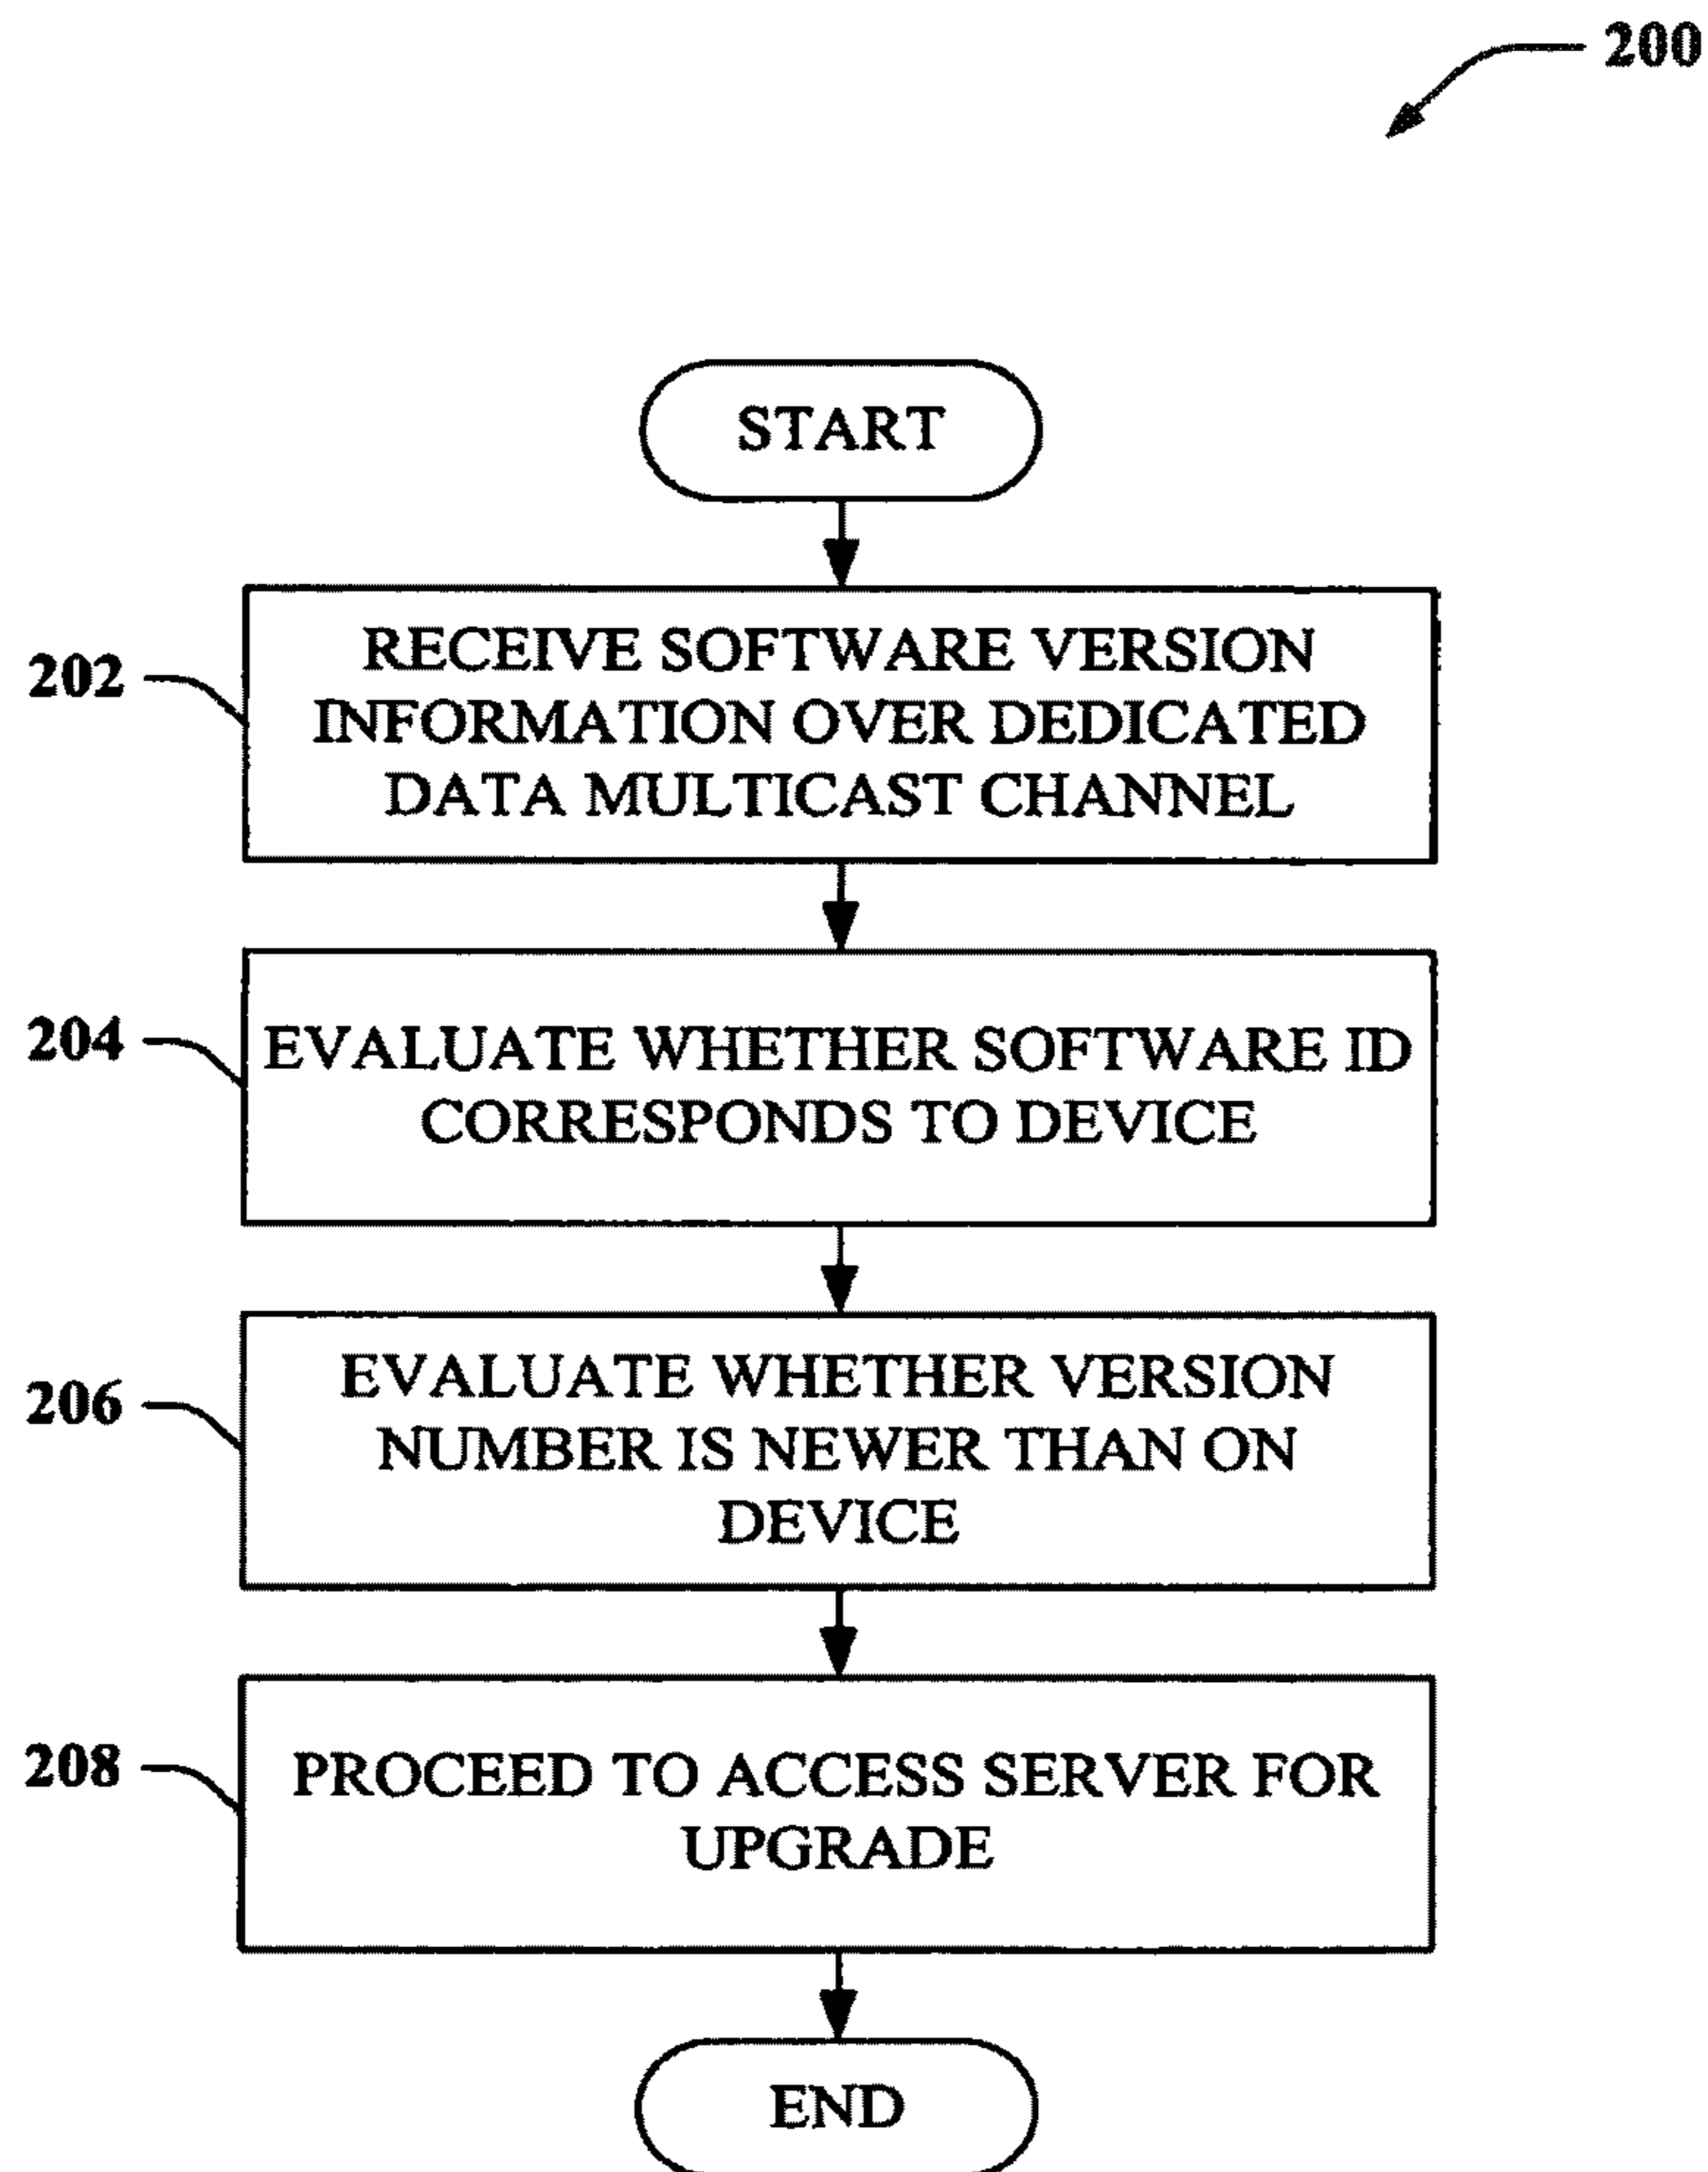 200
START
202
RECEIVE SOFTWARE VERSION
INFORMATION OVER DEDICATED
DATA MULTICAST CHANNEL
204
EVALUATE WHETHER SOFTWARE ID
CORRESPONDS TO DEVICE
206
EVALUATE WHETHER VERSION
NUMBER IS NEWER THAN ON
DEVICE
208
PROCEED TO ACCESS SERVER FOR
UPGRADE
END